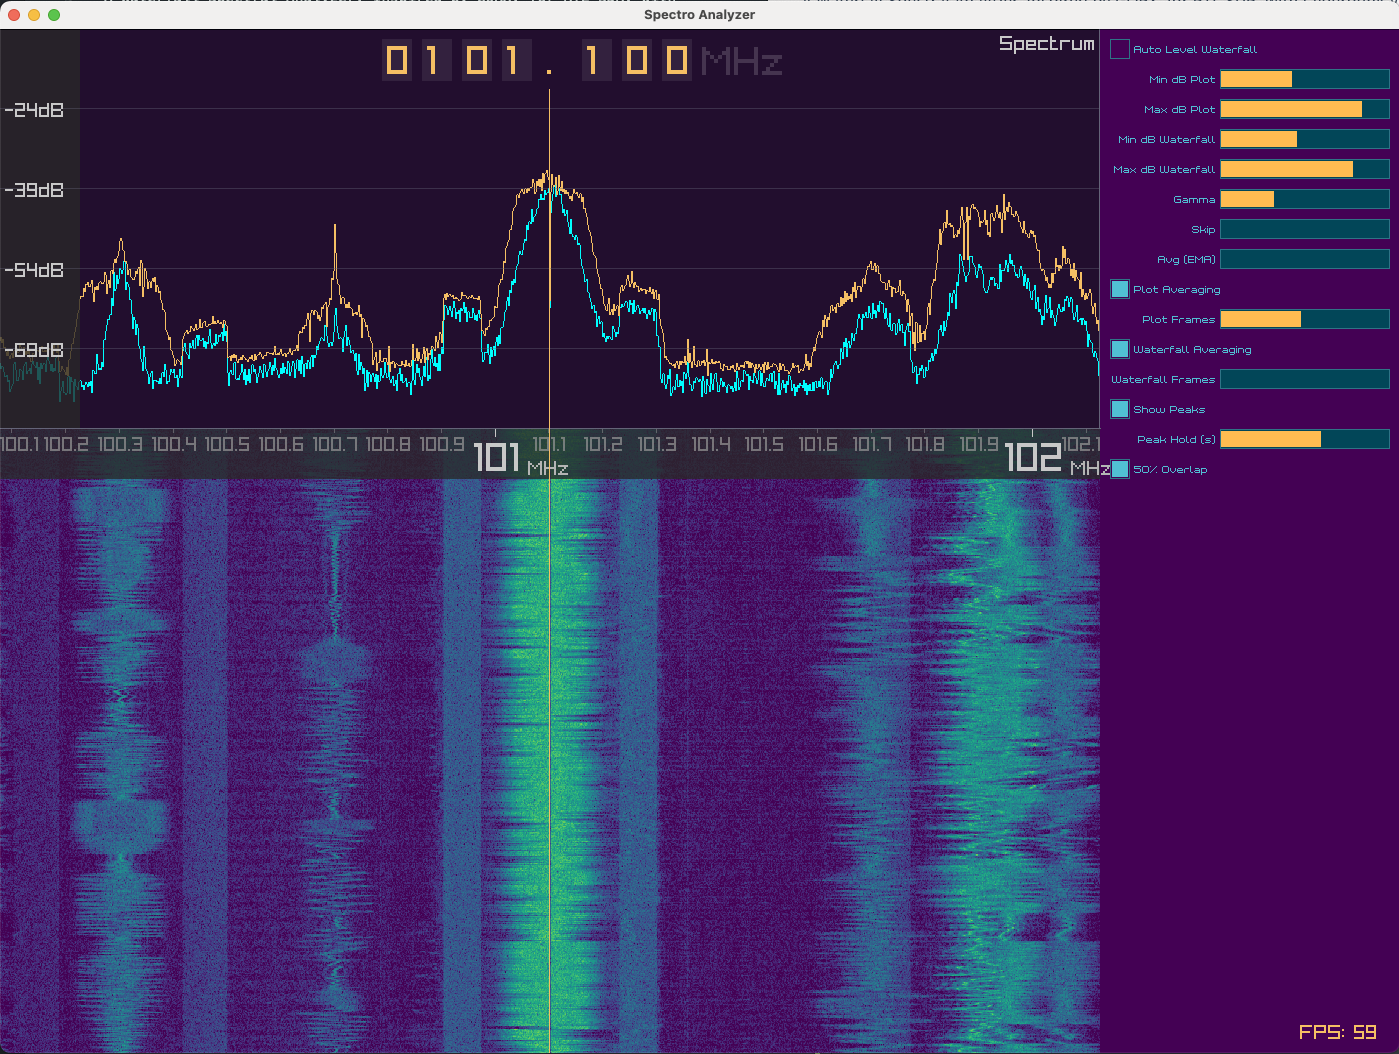 Spectro Analyzer
0101.100 MHz
Spectrum
-24dB
-39dB
-54dB
-69dB
100.1 100.2 100.3 100.4 100.5 100.6 100.7 100.8 100.9 101 MHz 101.1 101.2 101.3 101.4 101.5 101.6 101.7 101.8 101.9 102 MHz 102.1
Auto Level Waterfall
Min dB Plot
Max dB Plot
Min dB Waterfall
Max dB Waterfall
Gamma
Skip
Avg (EMA)
Plot Averaging
Plot Frames
Waterfall Averaging
Waterfall Frames
Show Peaks
Peak Hold (s)
50% Overlap
FPS: 59